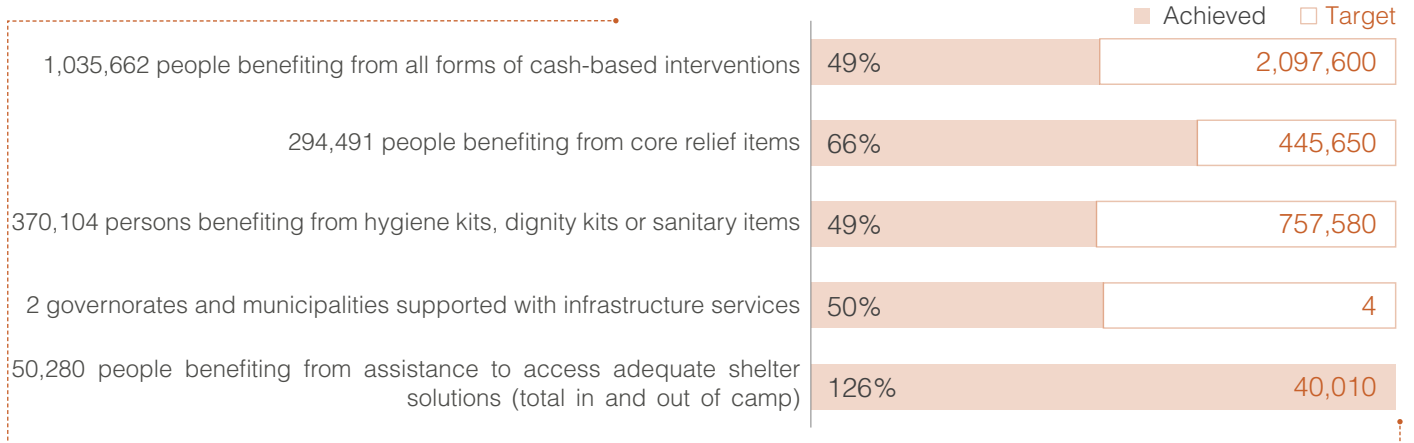 Achieved Target
1,035,662 people benefiting from all forms of cash-based interventions 49% 2,097,600
294,491 people benefiting from core relief items 66% 445,650
370,104 persons benefiting from hygiene kits, dignity kits or sanitary items 49% 757,580
2 governorates and municipalities supported with infrastructure services 50% 4
50,280 people benefiting from assistance to access adequate shelter
solutions (total in and out of camp) 126% 40,010